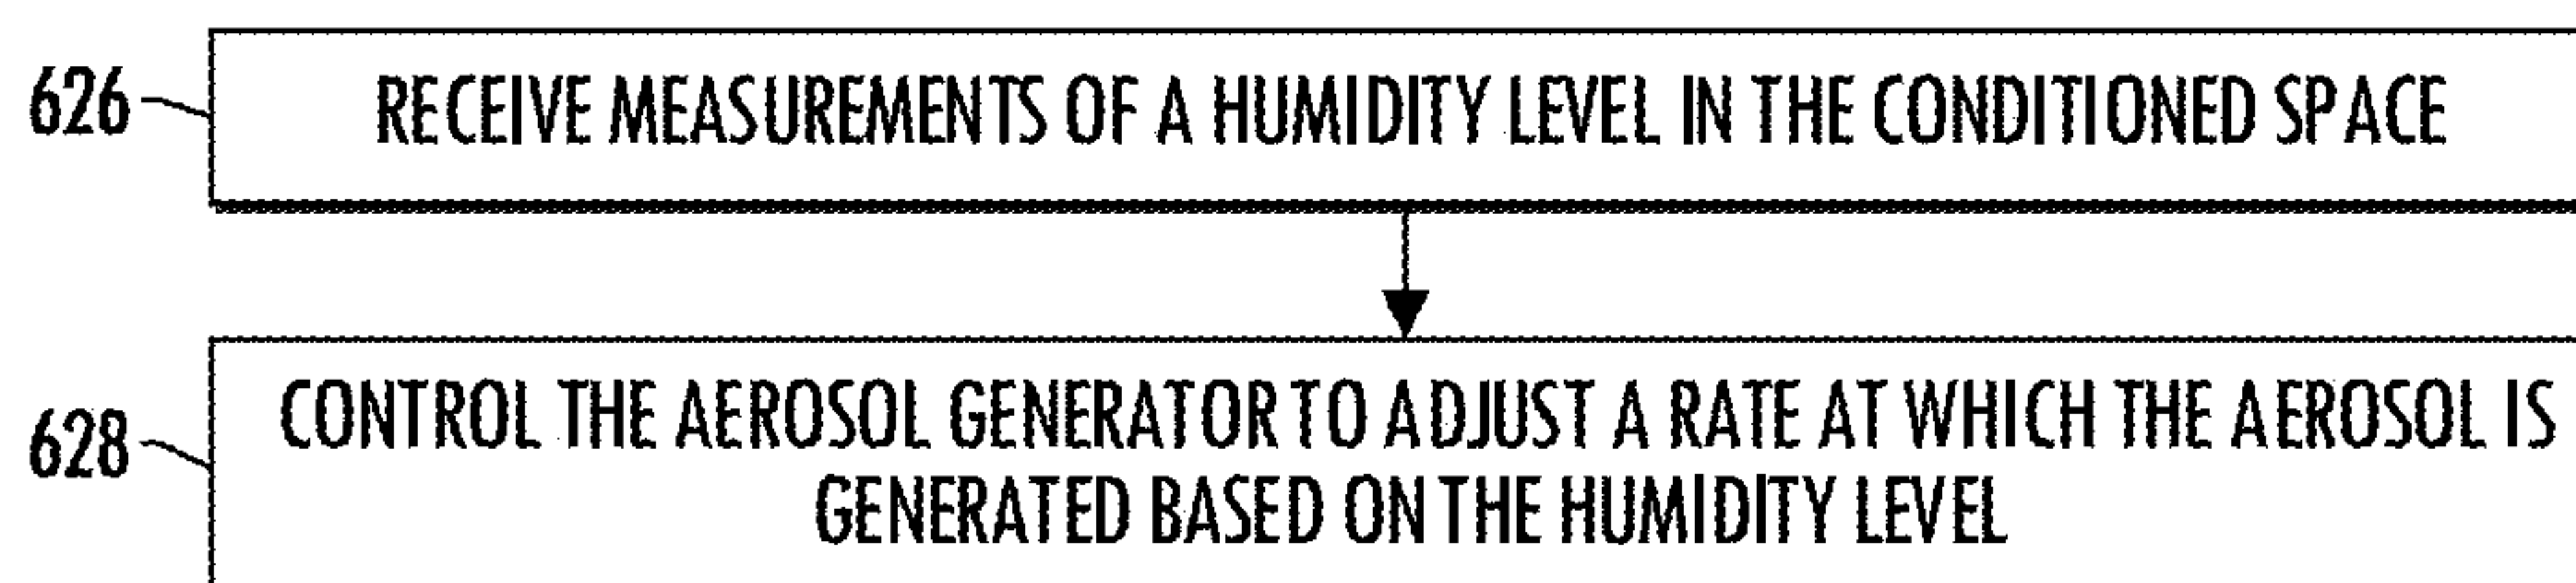 626
RECEIVE MEASUREMENTS OF A HUMIDITY LEVEL IN THE CONDITIONED SPACE
628
CONTROL THE AEROSOL GENERATOR TO ADJUST A RATE AT WHICH THE AEROSOL IS
GENERATED BASED ON THE HUMIDITY LEVEL